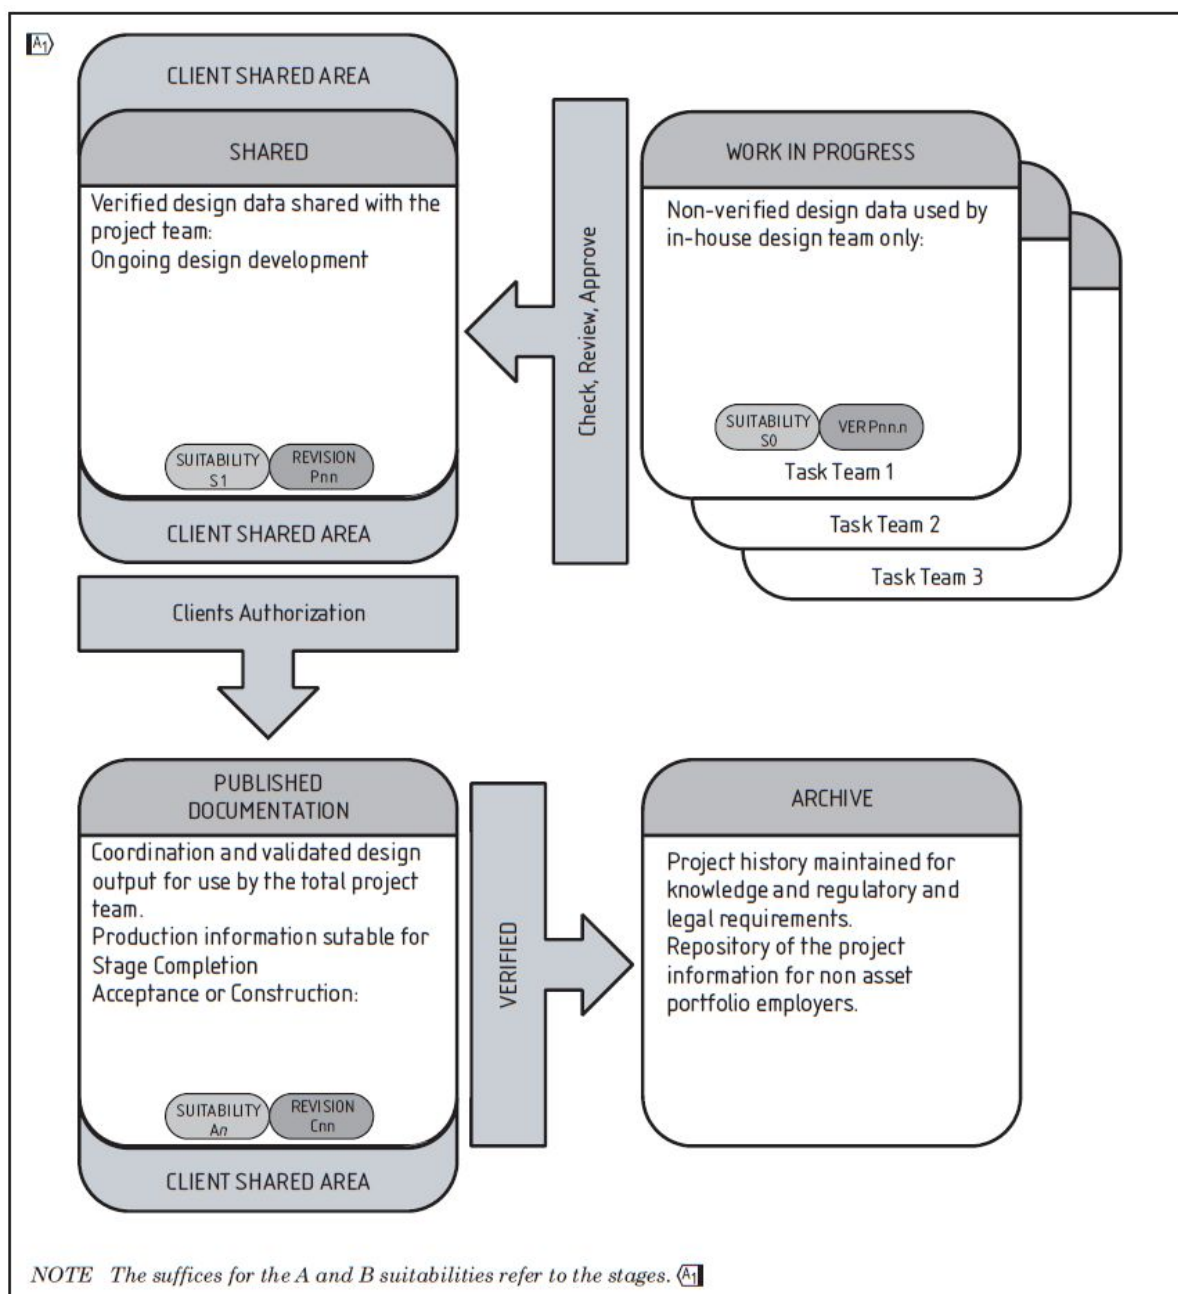 A1
CLIENT SHARED AREA
SHARED
Verified design data shared with the
project team:
Ongoing design development
SUITABILITY
S1
REVISION
Pnn
CLIENT SHARED AREA
Check, Review, Approve
WORK IN PROGRESS
Non-verified design data used by
in-house design team only:
SUITABILITY
S0
VER Pnn.n
Task Team 1
Task Team 2
Task Team 3
Clients Authorization
PUBLISHED
DOCUMENTATION
Coordination and validated design
output for use by the total project
team.
Production information sutable for
Stage Completion
Acceptance or Construction:
SUITABILITY
An
REVISION
Cnn
CLIENT SHARED AREA
VERIFIED
ARCHIVE
Project history maintained for
knowledge and regulatory and
legal requirements.
Repository of the project
information for non asset
portfolio employers.
NOTE The suffices for the A and B suitabilities refer to the stages. A1